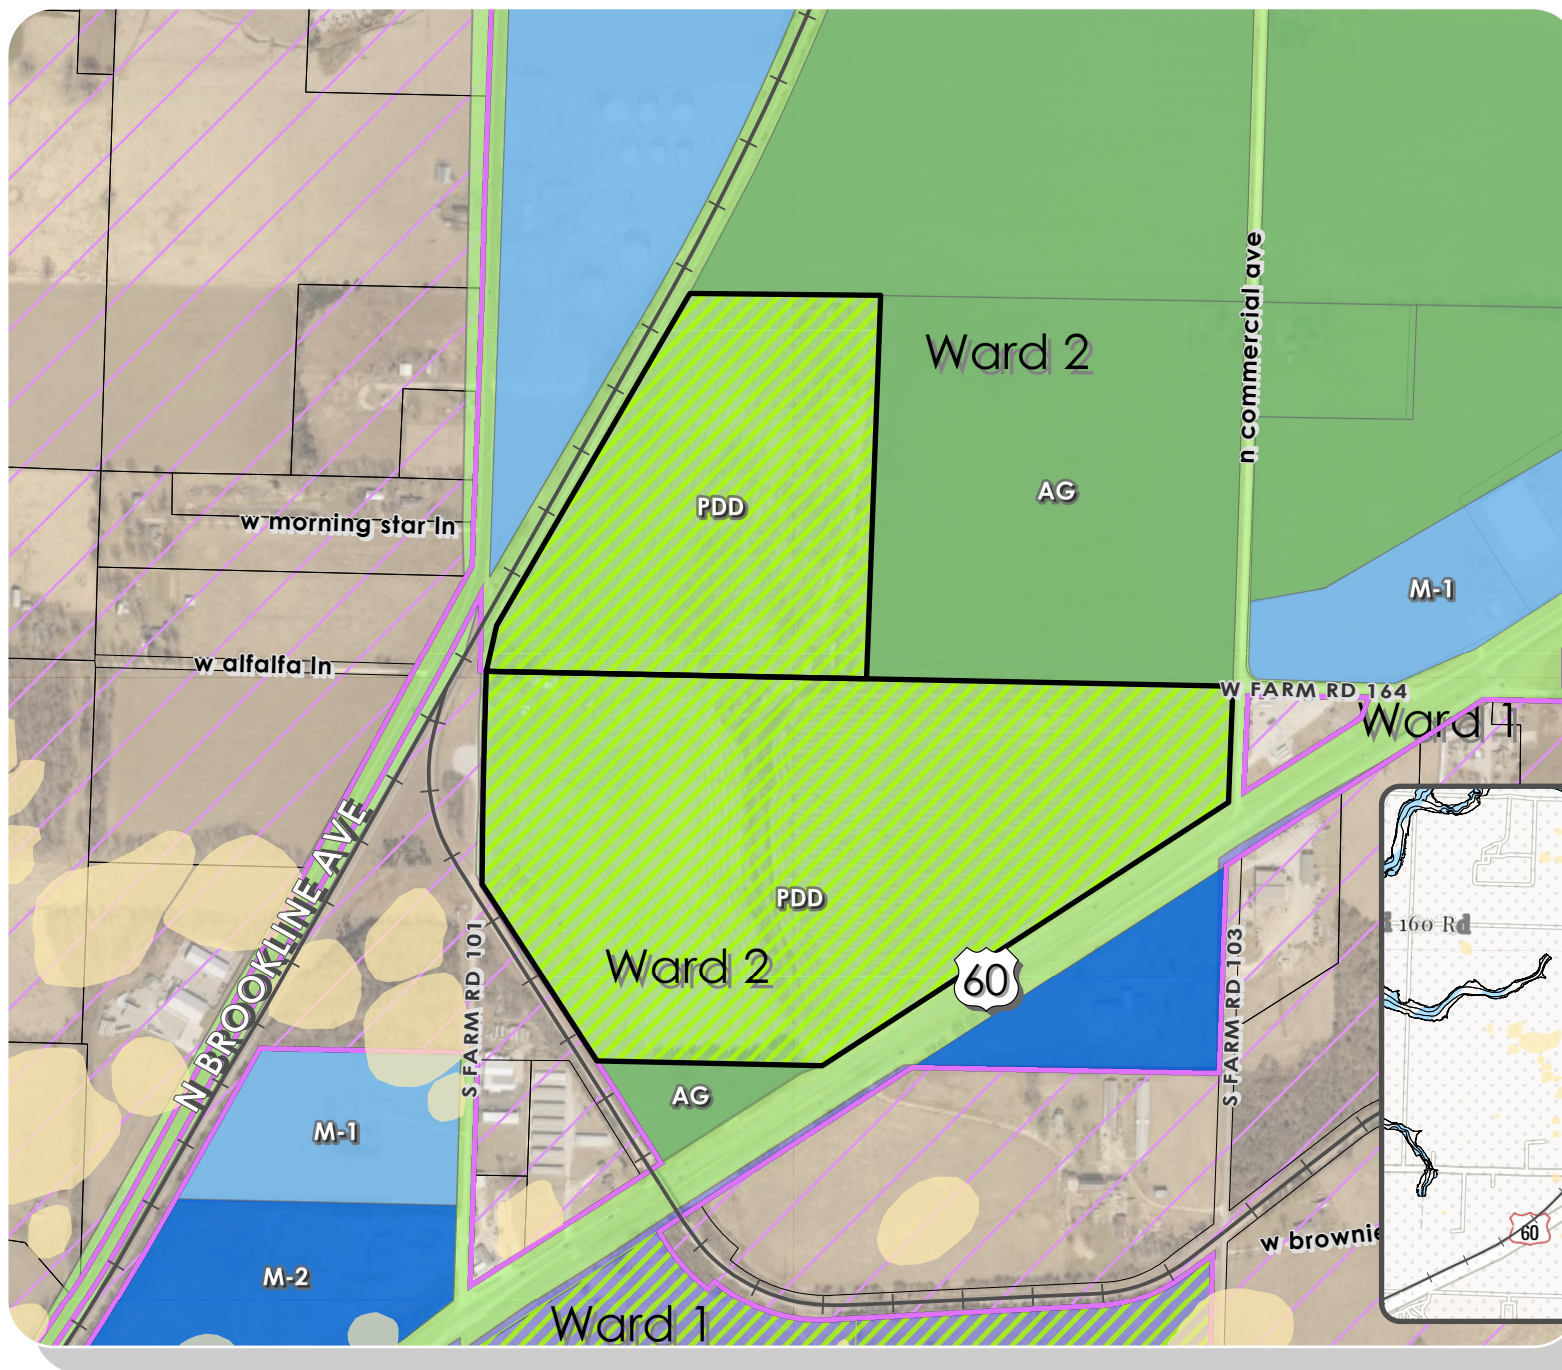 n commercial ave
Ward 2
AG
PDD
w morning star ln
M-1
w alfalfa ln
W FARM RD 164
Ward 1
N BROOKLINE AVE
PDD
Ward 2
60
S FARM RD 101
S FARM RD 103
160 Rd
AG
M-1
M-2
60
w brownie
Ward 1